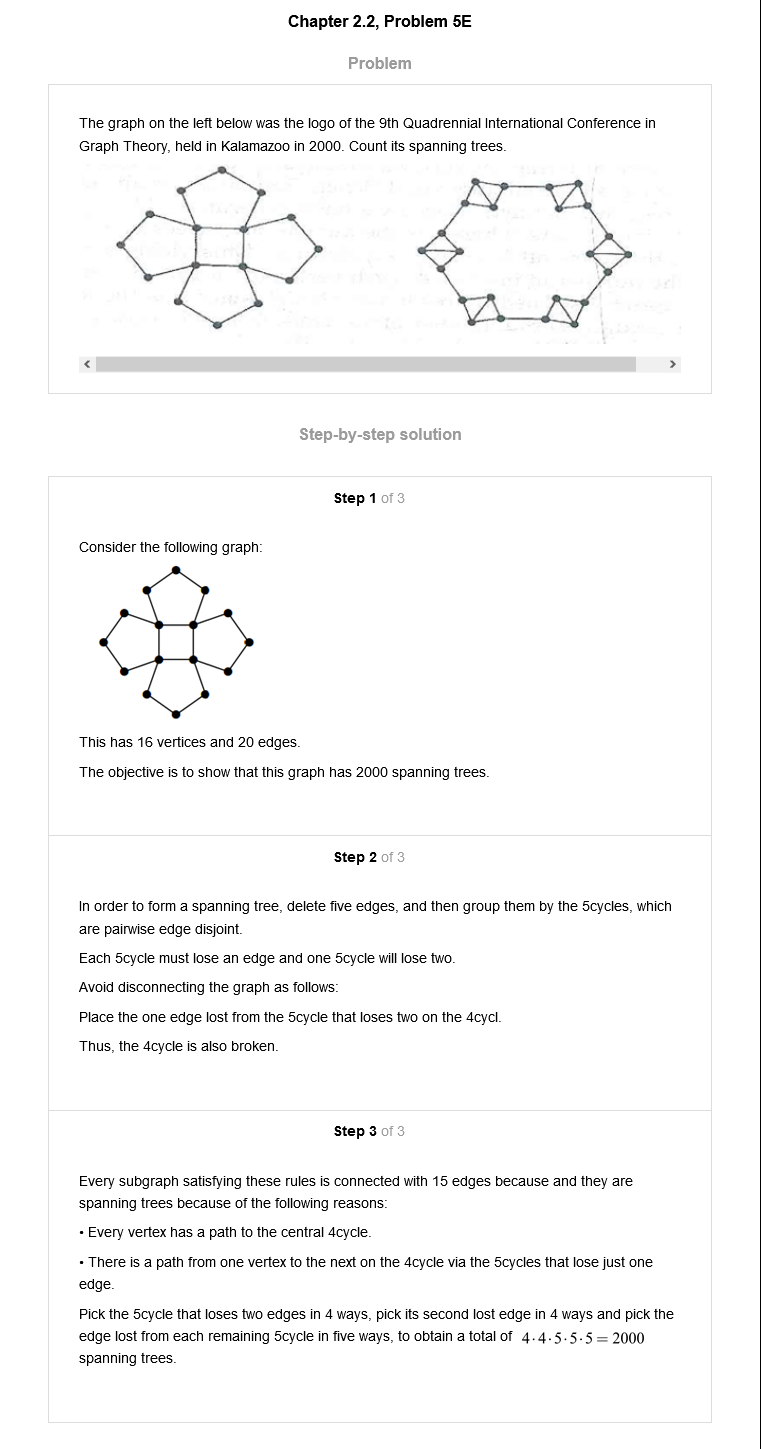 Chapter 2.2, Problem 5E
Problem
The graph on the left below was the logo of the 9th Quadrennial International Conference in
Graph Theory, held in Kalamazoo in 2000. Count its spanning trees.
Step-by-step solution
Step 1 of 3
Consider the following graph:
This has 16 vertices and 20 edges.
The objective is to show that this graph has 2000 spanning trees.
Step 2 of 3
In order to form a spanning tree, delete five edges, and then group them by the 5cycles, which
are pairwise edge disjoint.
Each 5cycle must lose an edge and one 5cycle will lose two.
Avoid disconnecting the graph as follows:
Place the one edge lost from the 5cycle that loses two on the 4cycl.
Thus, the 4cycle is also broken.
Step 3 of 3
Every subgraph satisfying these rules is connected with 15 edges because and they are
spanning trees because of the following reasons:
• Every vertex has a path to the central 4cycle.
• There is a path from one vertex to the next on the 4cycle via the 5cycles that lose just one
edge.
Pick the 5cycle that loses two edges in 4 ways, pick its second lost edge in 4 ways and pick the
edge lost from each remaining 5cycle in five ways, to obtain a total of 4·4·5·5·5 = 2000
spanning trees.